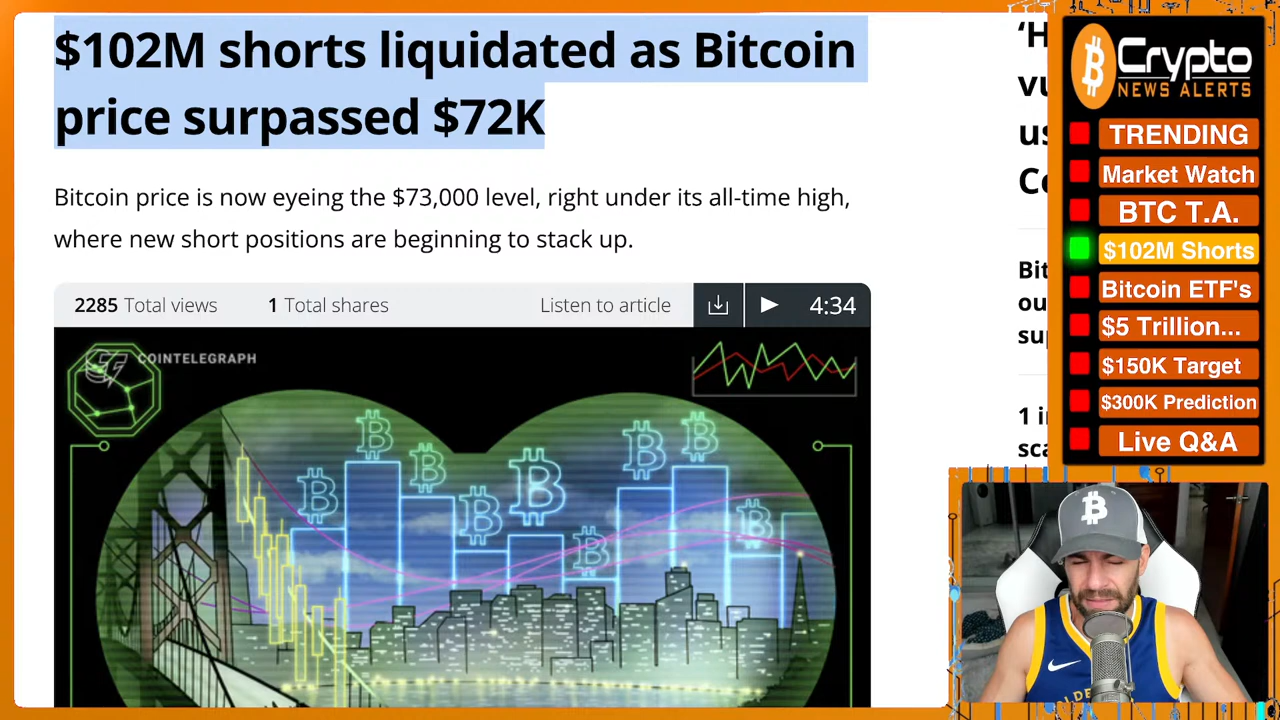 $102M shorts liquidated as Bitcoin
price surpassed $72K
Bitcoin price is now eyeing the $73,000 level, right under its all-time high,
where new short positions are beginning to stack up.
2285 Total views
1 Total shares
Listen to article
4:34
COINTELEGRAPH
Crypto
NEWS ALERTS
TRENDING
Market Watch
BTC T.A.
$102M Shorts
Bitcoin ETF's
$5 Trillion...
$150K Target
$300K Prediction
Live Q&A